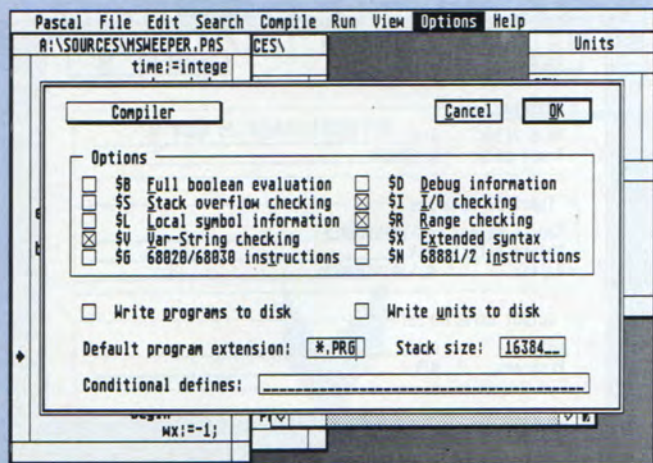 Pascal File Edit Search Compile Run View Options Help
A:\SOURCES\MSWEEPER.PAS
CES\
Units
time:=intege
Compiler
Cancel
OK
Options
$B Full boolean evaluation
$D Debug information
$S Stack overflow checking
$I I/O checking
$L Local symbol information
$R Range checking
$V Var-String checking
$X Extended syntax
$G 68020/68030 instructions
$N 68881/2 instructions
Write programs to disk
Write units to disk
Default program extension: *.PRG
Stack size: 16384__
Conditional defines:
wx:=-1;